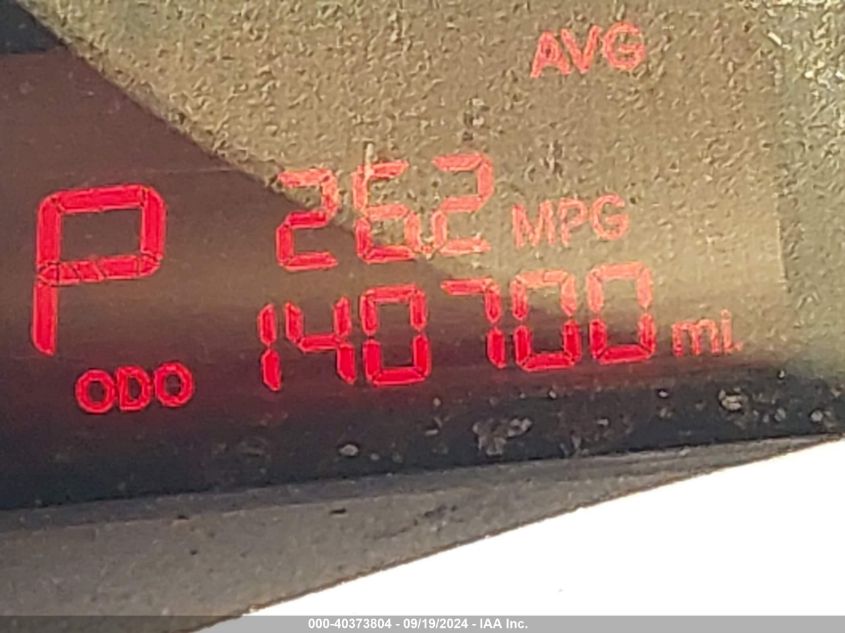 AVG
P
26.2 MPG
140700 mi.
ODO
000-40373804 - 09/19/2024 - IAA Inc.